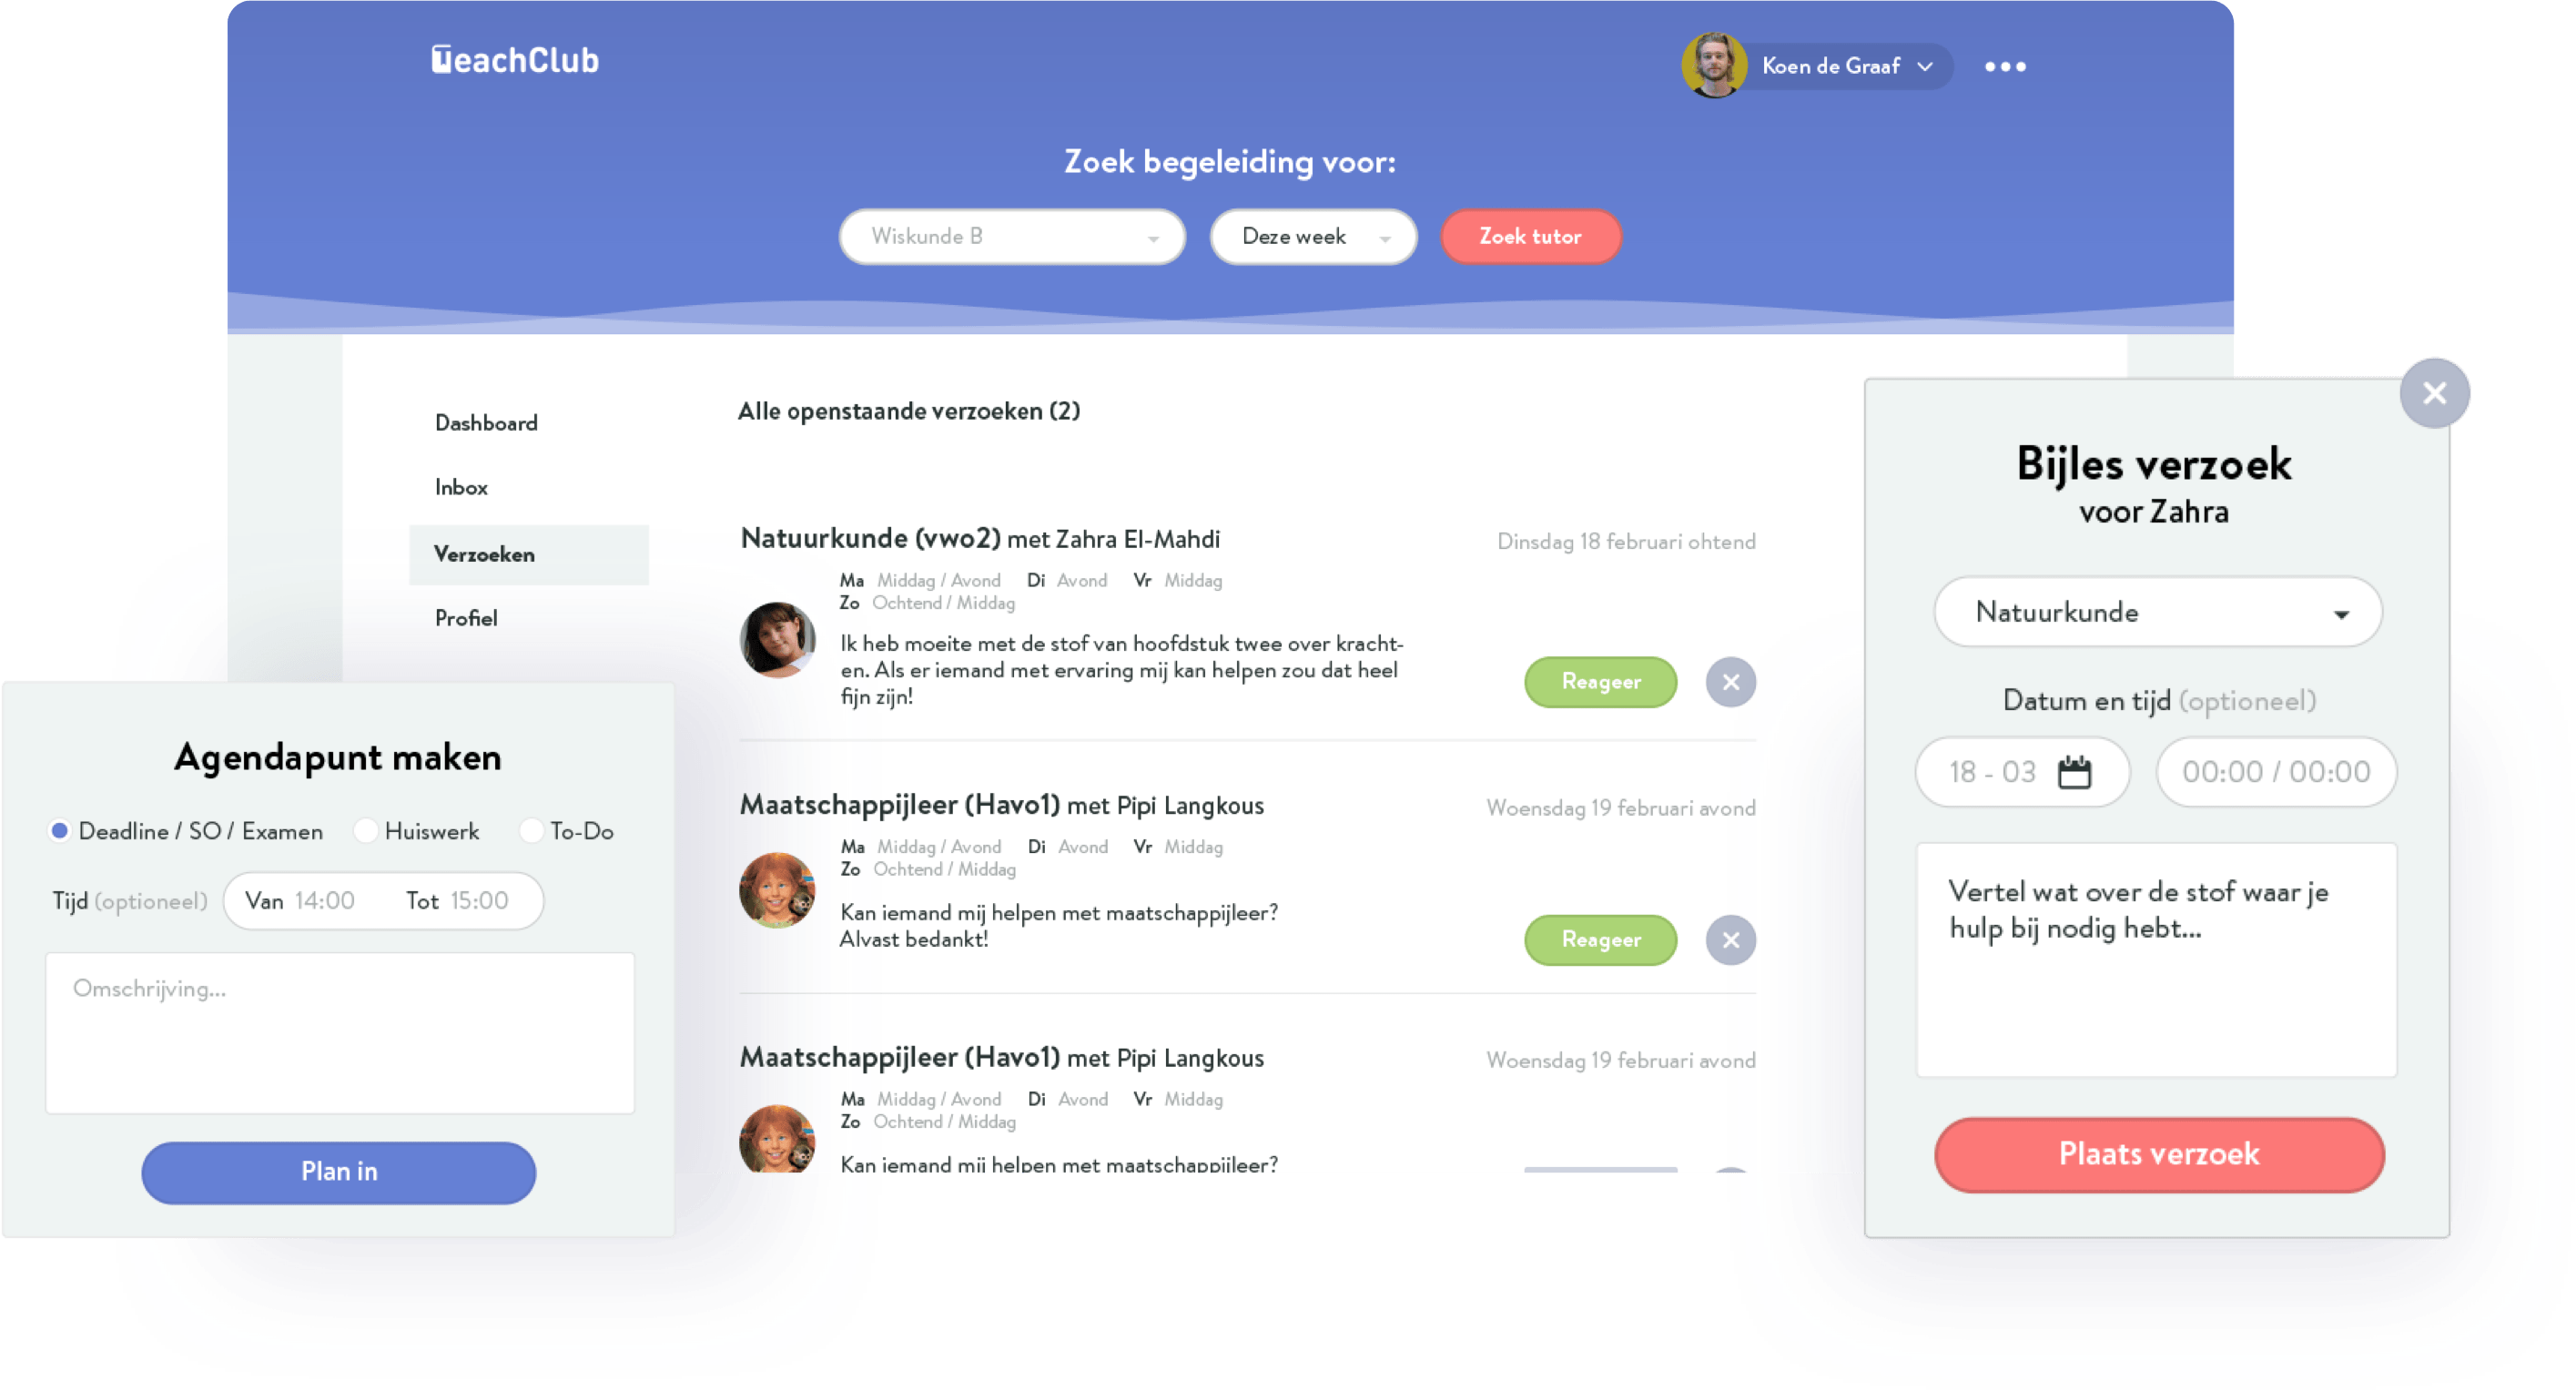 TeachClub
Koen de Graaf
Zoek begeleiding voor:
Wiskunde B
Deze week
Zoek tutor
Dashboard
Inbox
Verzoeken
Profiel
Alle openstaande verzoeken (2)
Natuurkunde (vwo2) met Zahra El-Mahdi
Dinsdag 18 februari ohtend
Ma Middag / Avond Di Avond Vr Middag
Zo Ochtend / Middag
Ik heb moeite met de stof van hoofdstuk twee over kracht-
en. Als er iemand met ervaring mij kan helpen zou dat heel
fijn zijn!
Reageer
Maatschappijleer (Havo1) met Pipi Langkous
Woensdag 19 februari avond
Ma Middag / Avond Di Avond Vr Middag
Zo Ochtend / Middag
Kan iemand mij helpen met maatschappijleer?
Alvast bedankt!
Reageer
Maatschappijleer (Havo1) met Pipi Langkous
Woensdag 19 februari avond
Ma Middag / Avond Di Avond Vr Middag
Zo Ochtend / Middag
Kan iemand mij helpen met maatschappijleer?
Agendapunt maken
Deadline / SO / Examen
Huiswerk
To-Do
Tijd (optioneel)
Van 14:00
Tot 15:00
Omschrijving...
Plan in
Bijles verzoek
voor Zahra
Natuurkunde
Datum en tijd (optioneel)
18 - 03
00:00 / 00:00
Vertel wat over de stof waar je
hulp bij nodig hebt...
Plaats verzoek